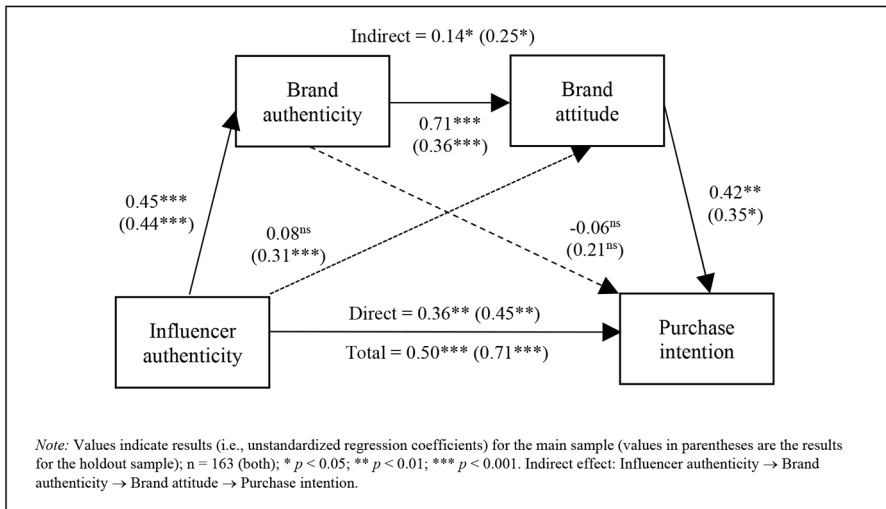 Indirect = 0.14* (0.25*)
Brand
authenticity
Brand
attitude
0.71***
(0.36***)
0.45***
(0.44***)
0.42**
(0.35*)
0.08ns
(0.31***)
-0.06ns
(0.21ns)
Influencer
authenticity
Direct = 0.36** (0.45**)
Total = 0.50*** (0.71***)
Purchase
intention
Note: Values indicate results (i.e., unstandardized regression coefficients) for the main sample (values in parentheses are the results
for the holdout sample); n = 163 (both); * p < 0.05; ** p < 0.01; *** p < 0.001. Indirect effect: Influencer authenticity → Brand
authenticity → Brand attitude → Purchase intention.